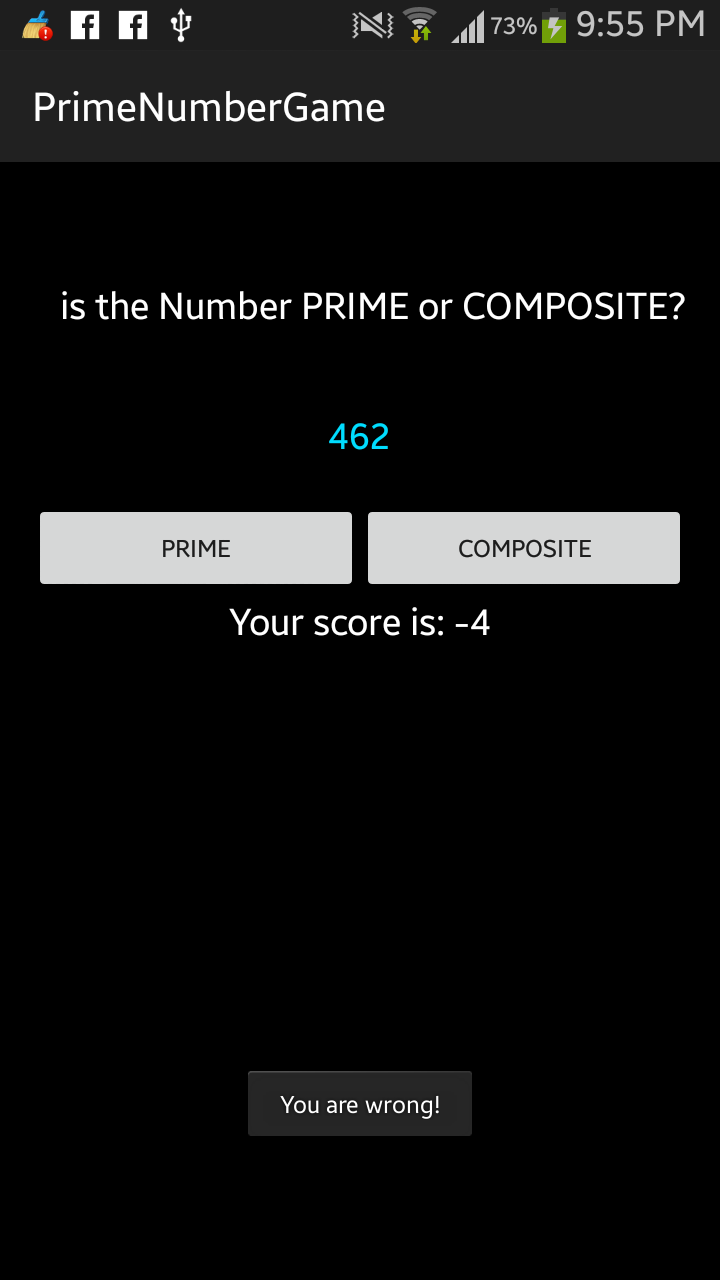 73% 9:55 PM
PrimeNumberGame
is the Number PRIME or COMPOSITE?
462
PRIME COMPOSITE
Your score is: -4
You are wrong!